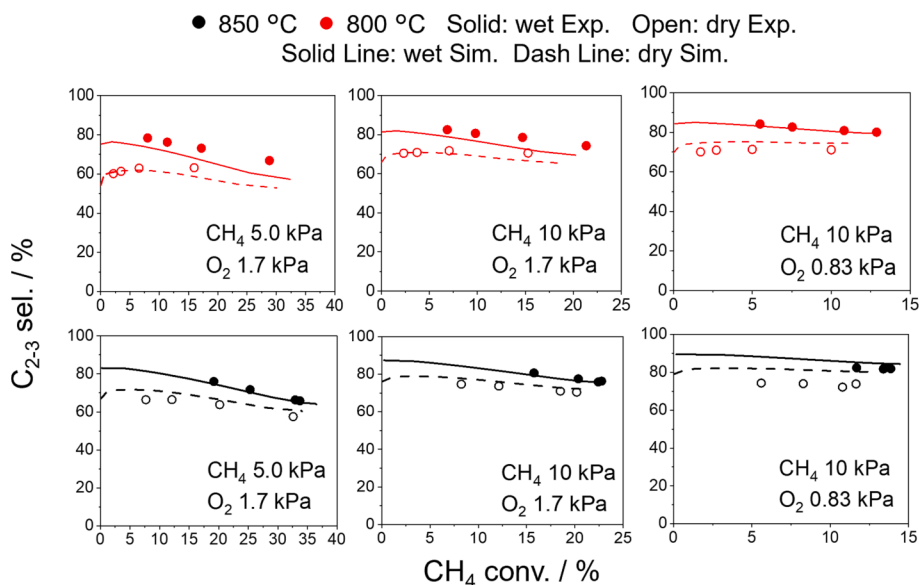 ● 850 °C ● 800 °C Solid: wet Exp. Open: dry Exp.
Solid Line: wet Sim. Dash Line: dry Sim.
C2-3 sel. / %
100
80
60
40
20
0
0 5 10 15 20 25 30 35 40
CH4 5.0 kPa
O2 1.7 kPa
100
80
60
40
20
0
0 5 10 15 20 25
CH4 10 kPa
O2 1.7 kPa
100
80
60
40
20
0
0 5 10 15
CH4 10 kPa
O2 0.83 kPa
100
80
60
40
20
0
0 5 10 15 20 25 30 35 40
CH4 5.0 kPa
O2 1.7 kPa
100
80
60
40
20
0
0 5 10 15 20 25
CH4 10 kPa
O2 1.7 kPa
100
80
60
40
20
0
0 5 10 15
CH4 10 kPa
O2 0.83 kPa
CH4 conv. / %